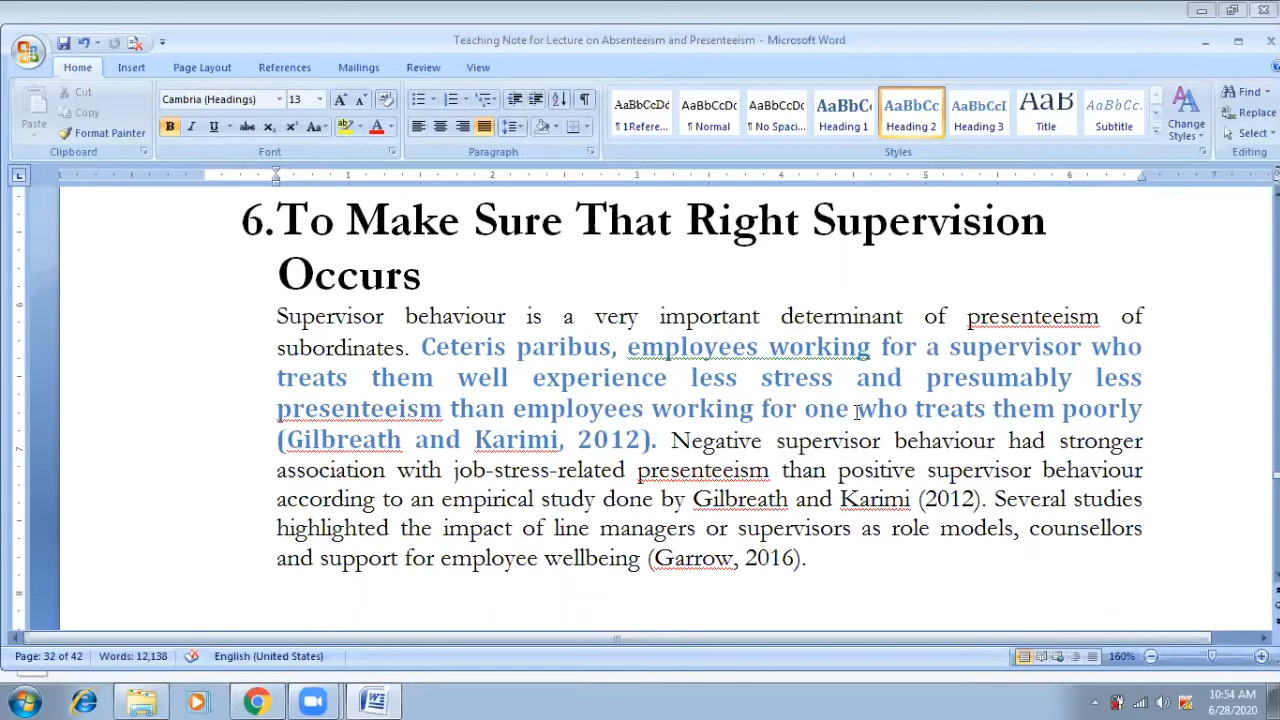 Teaching Note for Lecture on Absenteeism and Presenteeism - Microsoft Word
Home Insert Page Layout References Mailings Review View
Paste Cut Copy Format Painter Clipboard
Cambria (Headings) 13 Font
Paragraph
AaBbCcDd AaBbCcDc AaBbCcDc AaBbC AaBbCc AaBbCcI AaB AaBbCc.
¶ 1Refere... ¶ Normal ¶ No Spaci... Heading 1 Heading 2 Heading 3 Title Subtitle
Change Styles Styles
Find Replace Select Editing
6. To Make Sure That Right Supervision
Occurs
Supervisor behaviour is a very important determinant of presenteeism of
subordinates. Ceteris paribus, employees working for a supervisor who
treats them well experience less stress and presumably less
presenteeism than employees working for one who treats them poorly
(Gilbreath and Karimi, 2012). Negative supervisor behaviour had stronger
association with job-stress-related presenteeism than positive supervisor behaviour
according to an empirical study done by Gilbreath and Karimi (2012). Several studies
highlighted the impact of line managers or supervisors as role models, counsellors
and support for employee wellbeing (Garrow, 2016).
Page: 32 of 42 Words: 12,138 English (United States) 160%
10:54 AM
6/28/2020